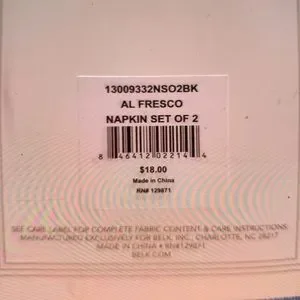 13009332NSO2BK
AL FRESCO
NAPKIN SET OF 2
8 46412 02214 4
$18.00
Made in China
RN# 129871
SEE CARE LABEL FOR COMPLETE FABRIC CONTENT & CARE INSTRUCTIONS.
MANUFACTURED EXCLUSIVELY FOR BELK, INC., CHARLOTTE, NC 28217
MADE IN CHINA • RN#129871
BELK.COM